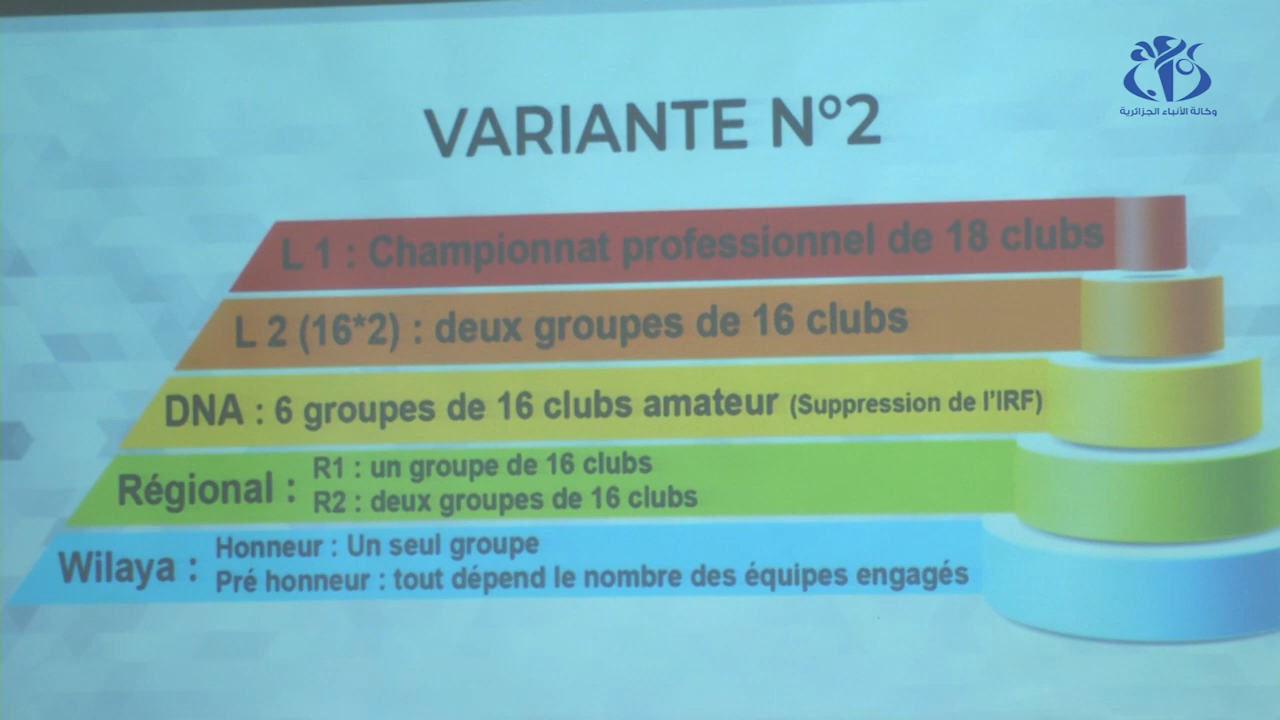 وكالة الأنباء الجزائرية
VARIANTE N°2
L 1 : Championnat professionnel de 18 clubs
L 2 (16*2) : deux groupes de 16 clubs
DNA : 6 groupes de 16 clubs amateur (Suppression de l'IRF)
Régional :
R1 : un groupe de 16 clubs
R2 : deux groupes de 16 clubs
Wilaya :
Honneur : Un seul groupe
Pré honneur : tout dépend le nombre des équipes engagés